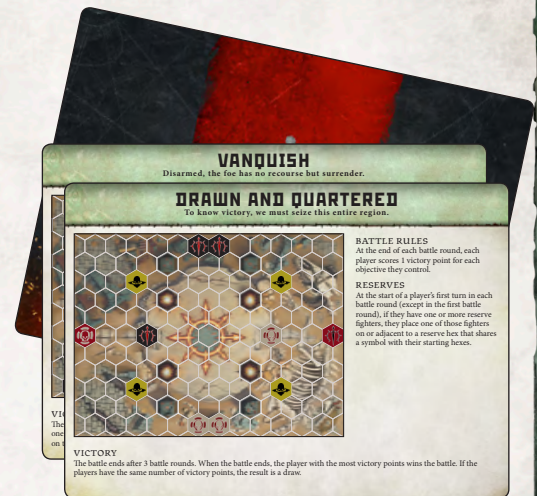 VANQUISH
Disarmed, the foe has no recourse but surrender.
DRAWN AND QUARTERED
To know victory, we must seize this entire region.
BATTLE RULES
At the end of each battle round, each
player scores 1 victory point for each
objective they control.
RESERVES
At the start of a player's first turn in each
battle round (except in the first battle
round), if they have one or more reserve
fighters, they place one of those fighters
on or adjacent to a reserve hex that shares
a symbol with their starting hexes.
VICTORY
The battle ends after 3 battle rounds. When the battle ends, the player with the most victory points wins the battle. If the
players have the same number of victory points, the result is a draw.